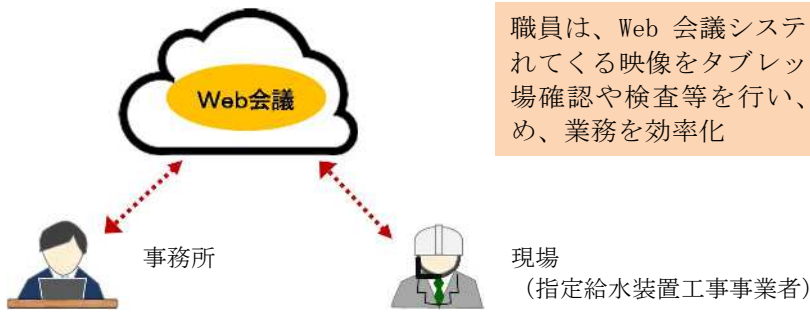 職員は、Web 会議システ
れてくる映像をタブレッ
場確認や検査等を行い、
め、業務を効率化
Web会議
事務所
現場
（指定給水装置工事事業者）